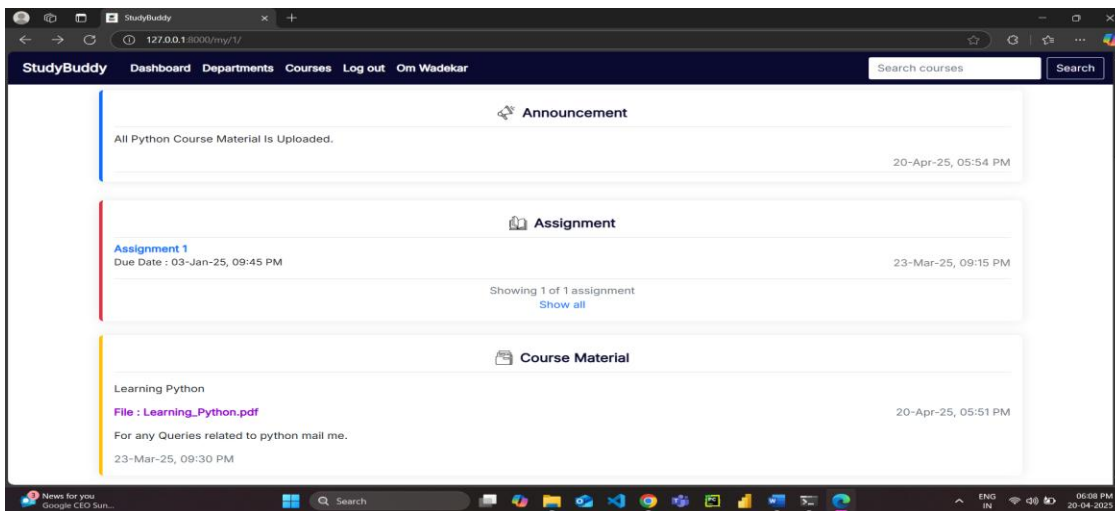 StudyBuddy
127.0.0.1:8000/my/1/
StudyBuddy Dashboard Departments Courses Log out Om Wadekar Search courses Search
Announcement
All Python Course Material Is Uploaded.
20-Apr-25, 05:54 PM
Assignment
Assignment 1
Due Date : 03-Jan-25, 09:45 PM
23-Mar-25, 09:15 PM
Showing 1 of 1 assignment
Show all
Course Material
Learning Python
File : Learning_Python.pdf
20-Apr-25, 05:51 PM
For any Queries related to python mail me.
23-Mar-25, 09:30 PM
3
News for you
Google CEO Sun...
Search
ENG
IN
06:08 PM
20-04-2025